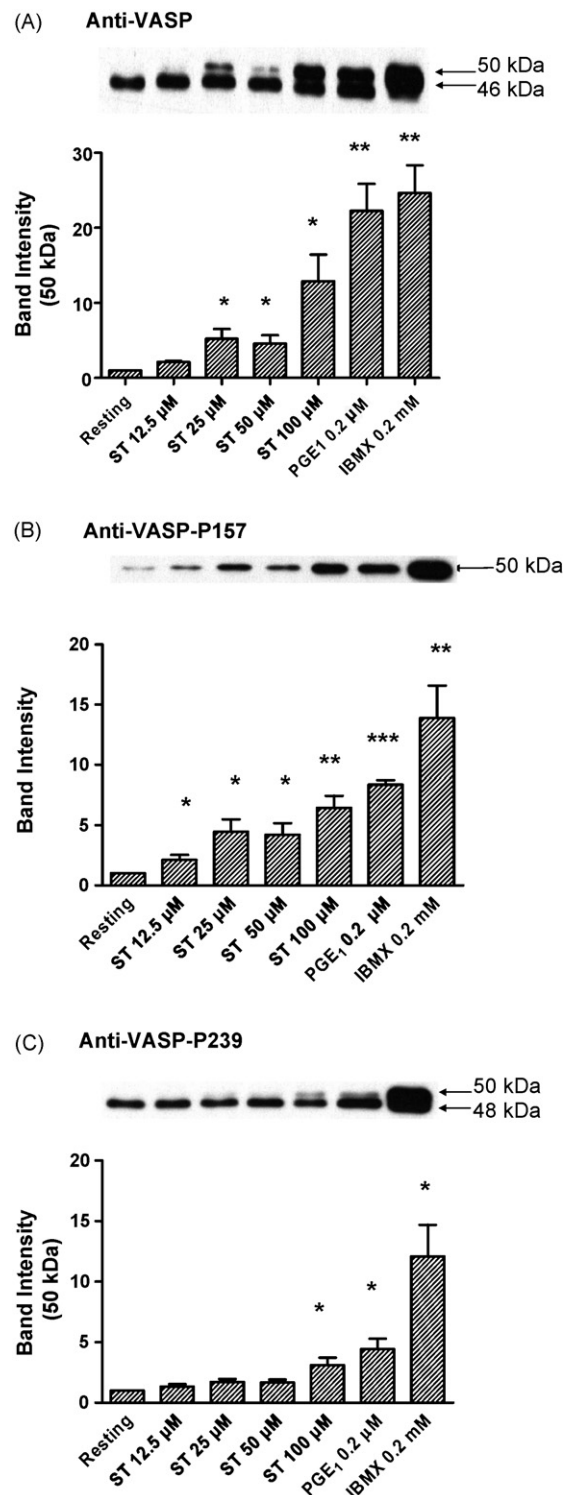 (A) Anti-VASP
50 kDa
46 kDa
Band Intensity
(50 kDa)
30
20
10
0
*
*
*
**
**
Resting
ST 12.5 µM
ST 25 µM
ST 50 µM
ST 100 µM
PGE1 0.2 µM
IBMX 0.2 mM
(B) Anti-VASP-P157
50 kDa
Band Intensity
20
15
10
5
0
*
*
*
**
***
**
Resting
ST 12.5 µM
ST 25 µM
ST 50 µM
ST 100 µM
PGE₁ 0.2 µM
IBMX 0.2 mM
(C) Anti-VASP-P239
50 kDa
48 kDa
Band Intensity
(50 kDa)
20
15
10
5
0
*
*
*
Resting
ST 12.5 µM
ST 25 µM
ST 50 µM
ST 100 µM
PGE₁ 0.2 µM
IBMX 0.2 mM